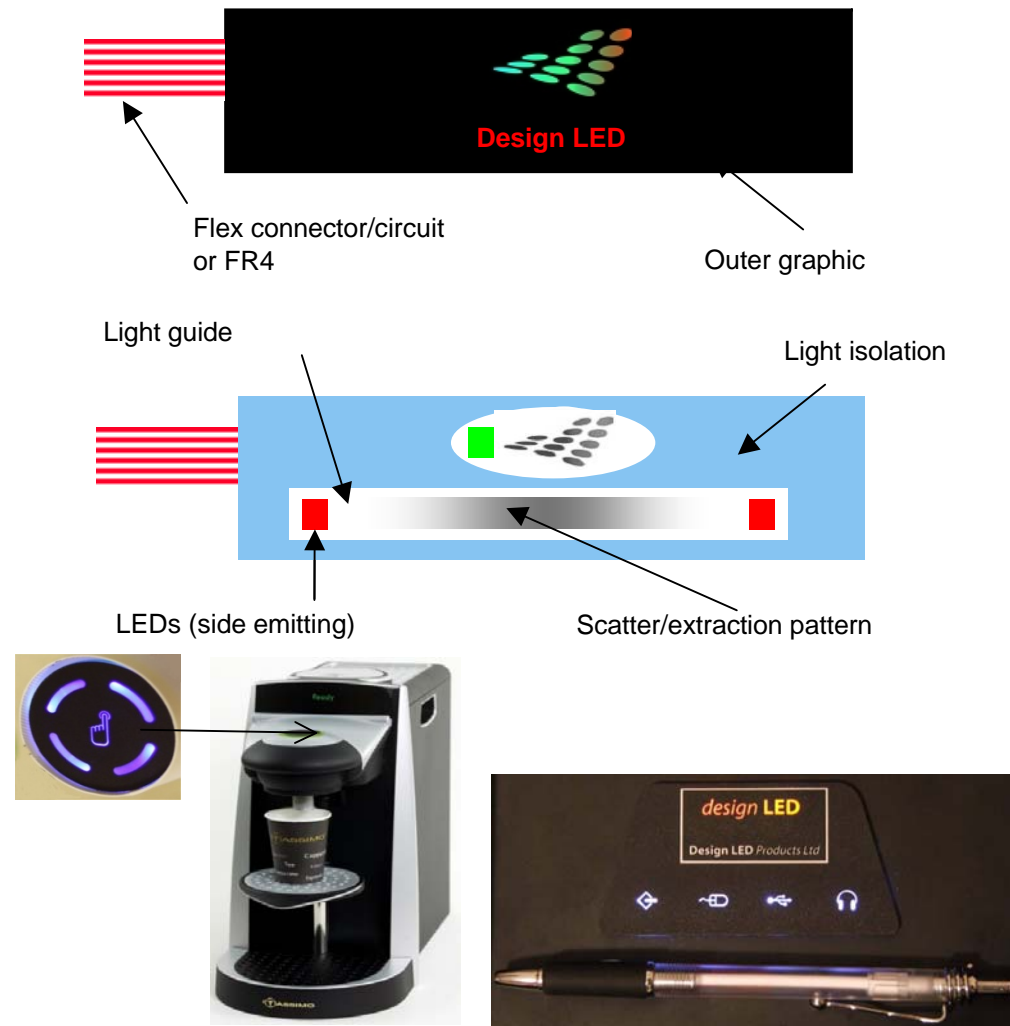 Design LED
Flex connector/circuit
or FR4
Outer graphic
Light guide
Light isolation
LEDs (side emitting)
Scatter/extraction pattern
Ready
TASSIMO
TASSIMO
design LED
Design LED Products Ltd